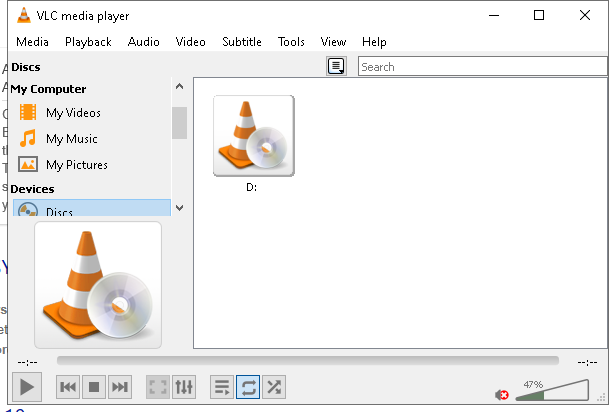 VLC media player
Media Playback Audio Video Subtitle Tools View Help
Discs
Search
My Computer
My Videos
My Music
My Pictures
Devices
Discs
D:
--:--
--:--
47%